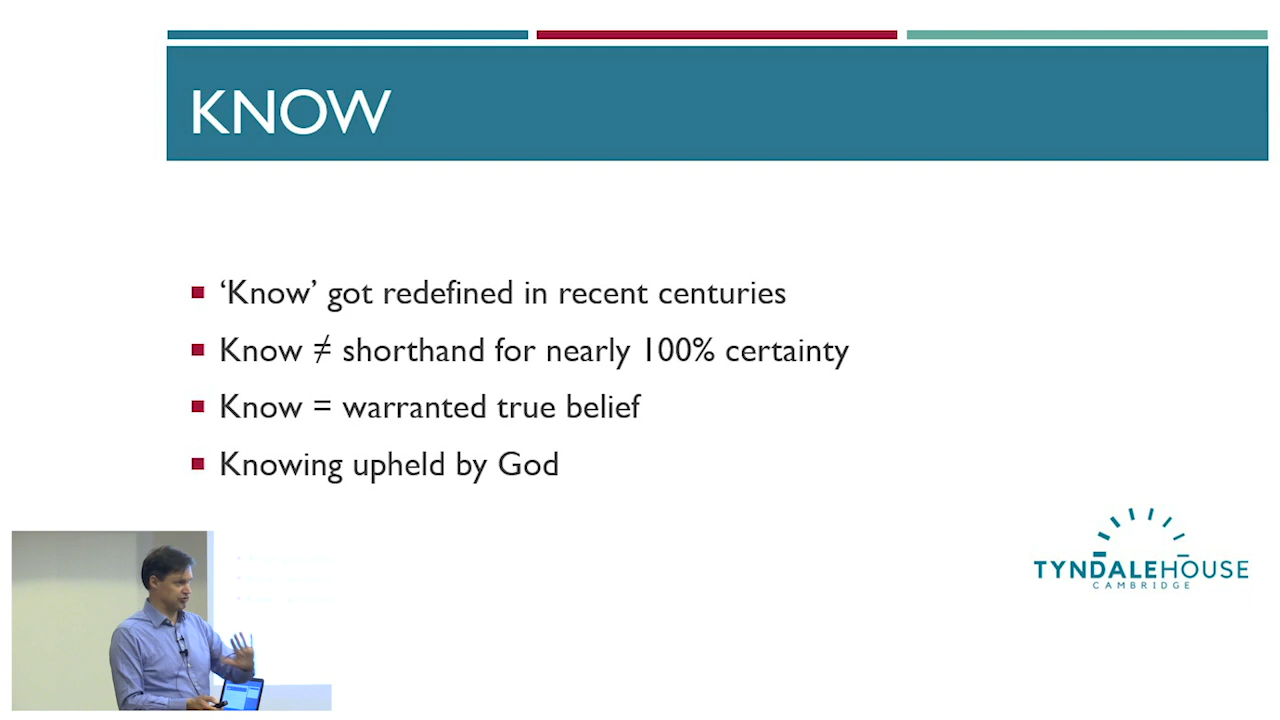 KNOW
‘Know’ got redefined in recent centuries
Know ≠ shorthand for nearly 100% certainty
Know = warranted true belief
Knowing upheld by God
TYNDALEHOUSE
CAMBRIDGE